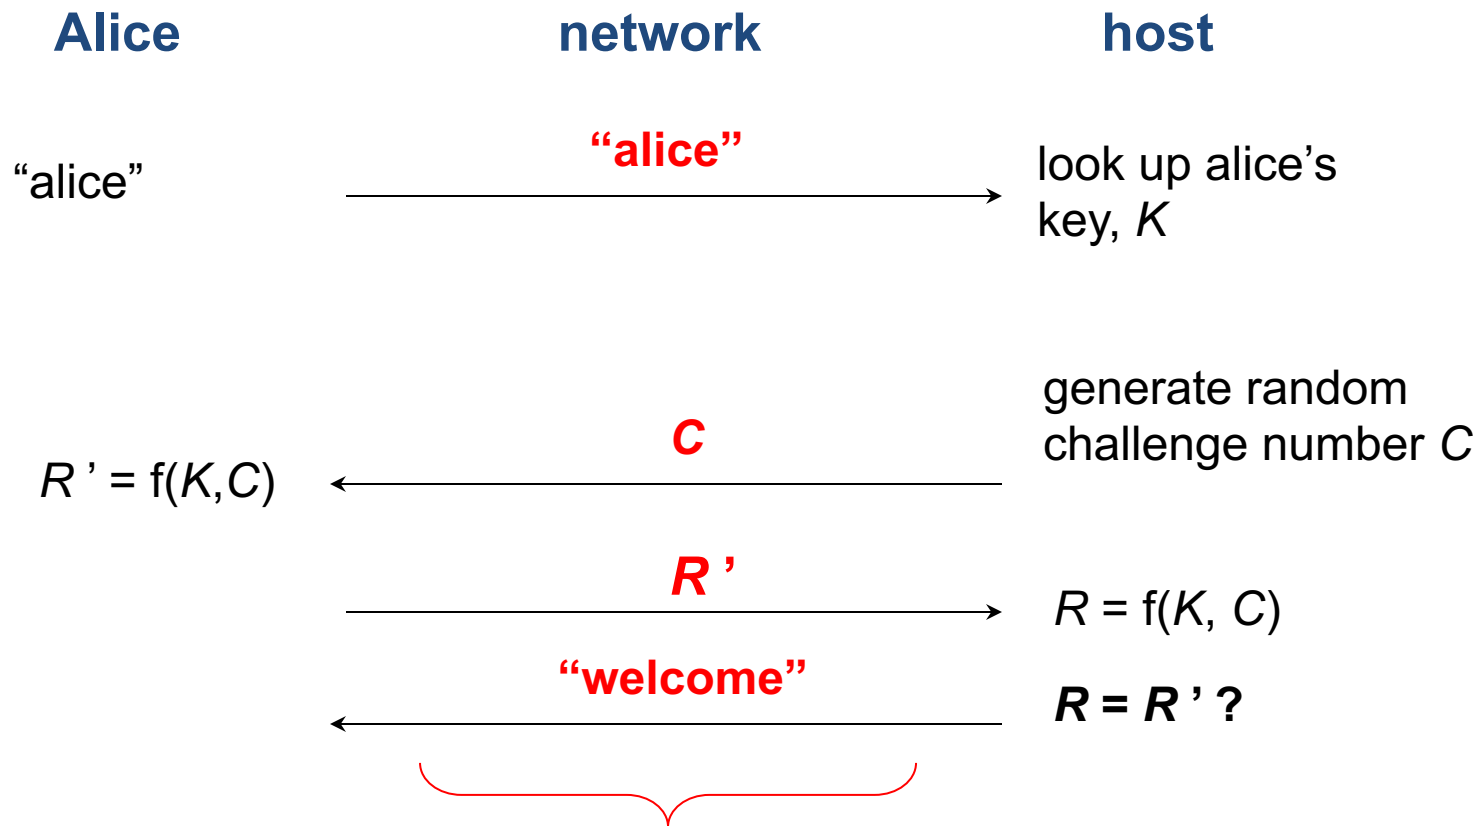 Alice network host
“alice”
“alice”
look up alice’s
key, K
generate random
challenge number C
C
R ’ = f(K,C)
R ’
R = f(K, C)
“welcome”
R = R ’ ?